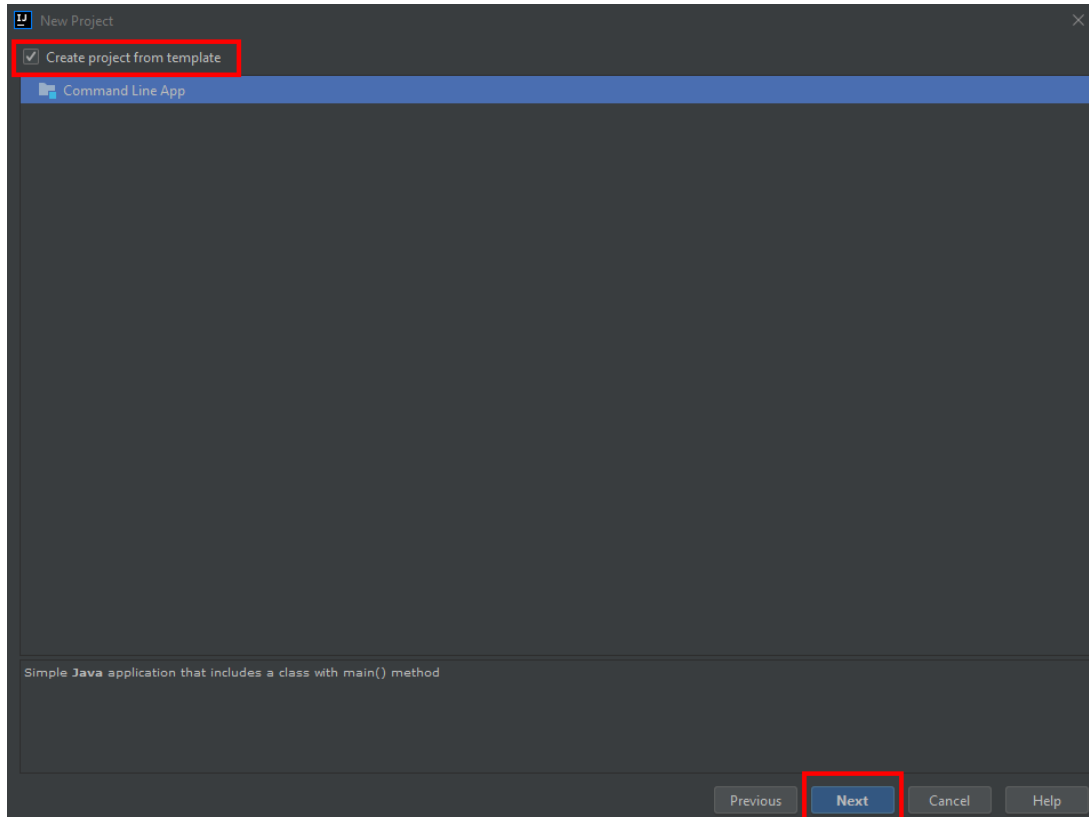 IJ New Project
Create project from template
Command Line App
Simple Java application that includes a class with main() method
Previous Next Cancel Help